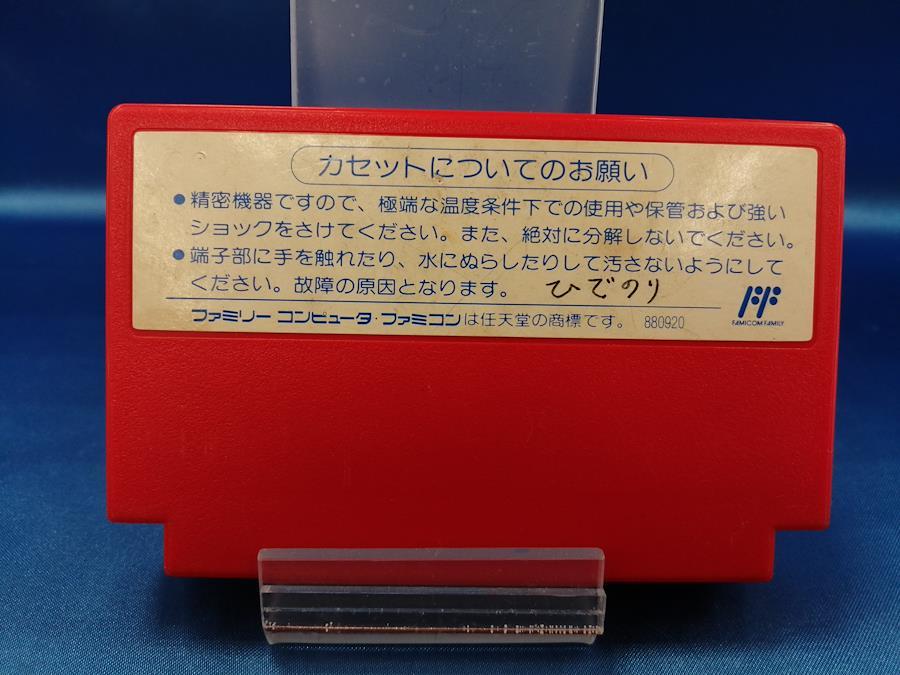 カセットについてのお願い
●精密機器ですので、極端な温度条件下での使用や保管および強い
ショックをさけてください。また、絶対に分解しないでください。
●端子部に手を触れたり、水にぬらしたりして汚さないようにして
ください。故障の原因となります。 ひでのり
ファミリー コンピュータ・ファミコンは任天堂の商標です。 880920
FAMICOM FAMILY